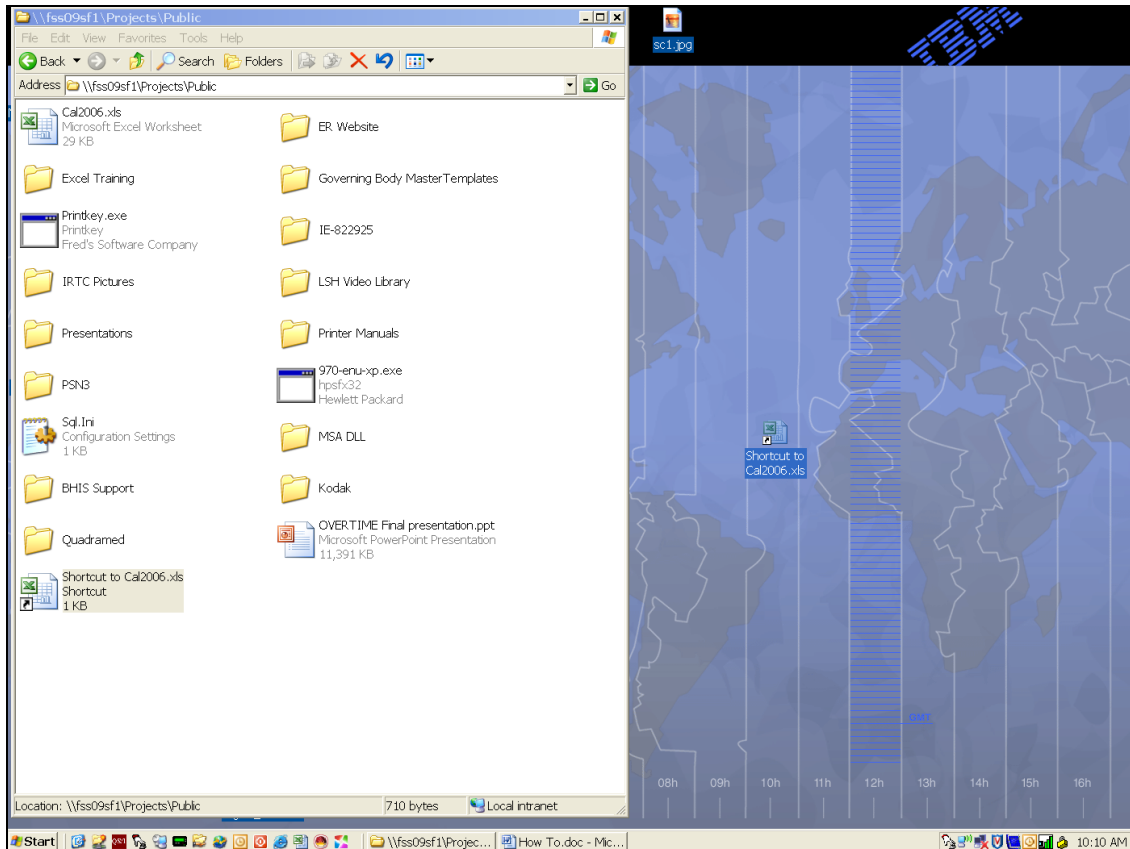 \\fss09sf1\Projects\Public
File Edit View Favorites Tools Help
Back Search Folders
Address \\fss09sf1\Projects\Public Go
Cal2006.xls
Microsoft Excel Worksheet
29 KB
ER Website
Excel Training
Governing Body MasterTemplates
Printkey.exe
Printkey
Fred's Software Company
IE-822925
IRTC Pictures
LSH Video Library
Presentations
Printer Manuals
PSN3
970-enu-xp.exe
hpsfx32
Hewlett Packard
Sql.Ini
Configuration Settings
1 KB
MSA DLL
BHIS Support
Kodak
Quadramed
OVERTIME Final presentation.ppt
Microsoft PowerPoint Presentation
11,391 KB
Shortcut to Cal2006.xls
Shortcut
1 KB
Location: \\fss09sf1\Projects\Public 710 bytes Local intranet
sc1.jpg
IBM
Shortcut to
Cal2006.xls
GMT
08h 09h 10h 11h 12h 13h 14h 15h 16h
Start \\fss09sf1\Projec... How To.doc - Mic... 10:10 AM